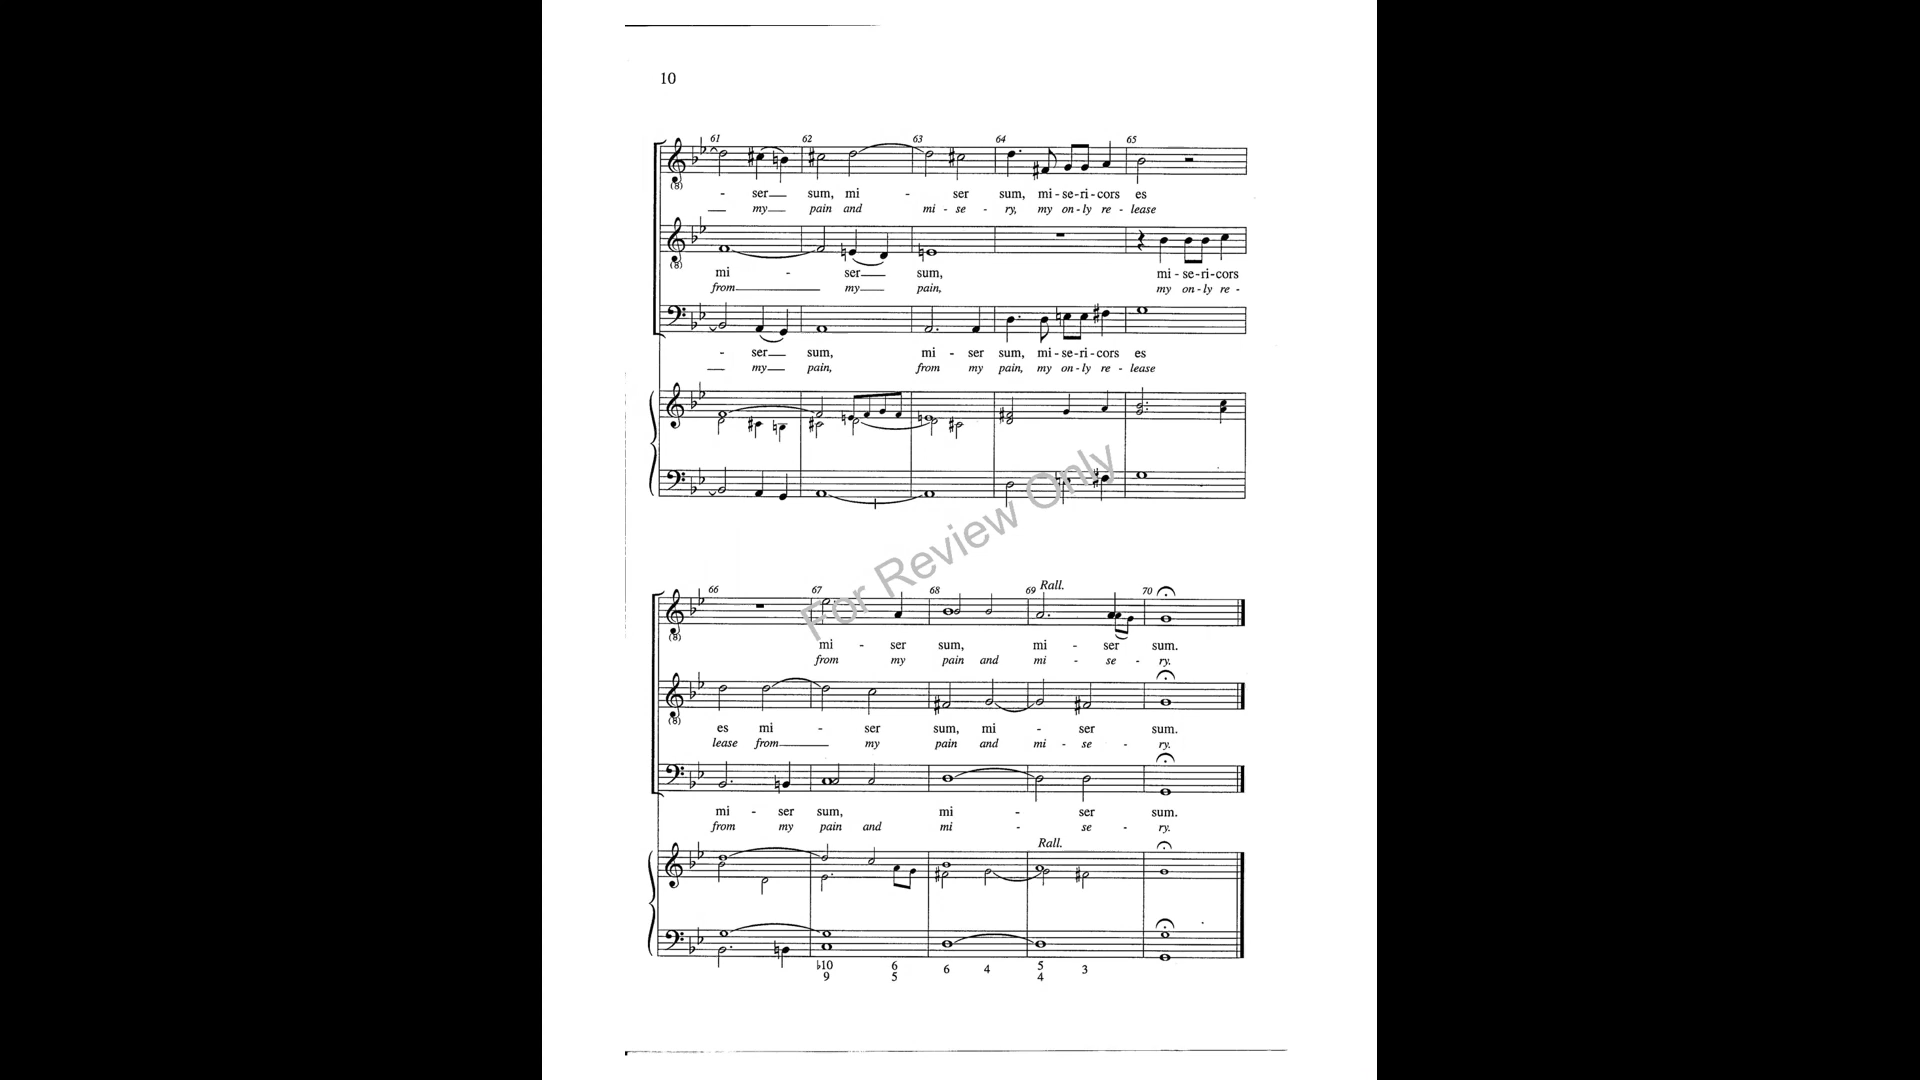 10
61 62 63 64 65
(8)
- ser sum, mi - ser sum, mi - se - ri - cors es
my pain and mi - se - ry, my on - ly re - lease
(8)
mi - ser sum, mi - se - ri - cors
from my pain, my on - ly re -
- ser sum, mi - ser sum, mi - se - ri - cors es
my pain, from my pain, my on - ly re - lease
For Review Only
66 67 68 69 Rall. 70
(8)
mi - ser sum, mi - ser sum.
from my pain and mi - se - ry.
(8)
es mi - ser sum, mi - ser sum.
lease from my pain and mi - se - ry.
mi - ser sum, mi - ser sum.
from my pain and mi - se - ry.
Rall.
♭10 6 6 4 5 3
9 5 4